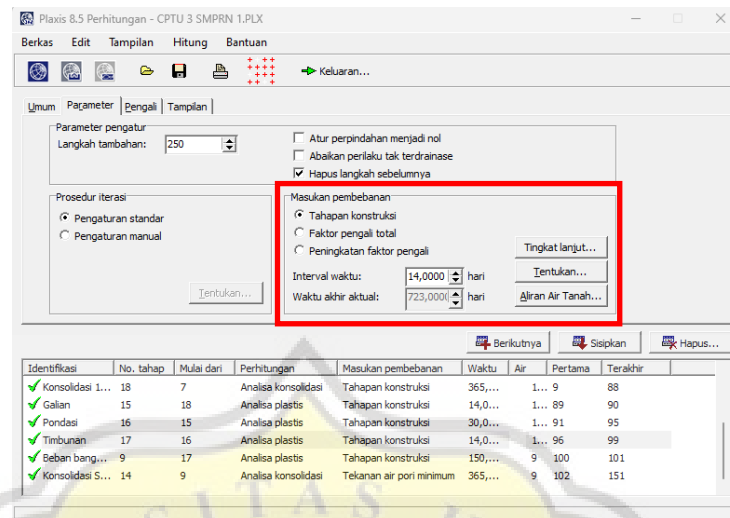 Plaxis 8.5 Perhitungan - CPTU 3 SMPRN 1.PLX
Berkas Edit Tampilan Hitung Bantuan
Keluaran...
Umum Parameter Pengali Tampilan
Parameter pengatur
Langkah tambahan: 250
Atur perpindahan menjadi nol
Abaikan perilaku tak terdrainase
Hapus langkah sebelumnya
Prosedur iterasi
Pengaturan standar
Pengaturan manual
Tentukan...
Masukan pembebanan
Tahapan konstruksi
Faktor pengali total
Peningkatan faktor pengali
Interval waktu: 14,0000 hari
Waktu akhir aktual: 723,0000 hari
Tingkat lanjut...
Tentukan...
Aliran Air Tanah...
Berikutnya Sisipkan Hapus...
Identifikasi No. tahap Mulai dari Perhitungan Masukan pembebanan Waktu Air Pertama Terakhir
Konsolidasi 1... 18 7 Analisa konsolidasi Tahapan konstruksi 365,... 1... 9 88
Galian 15 18 Analisa plastis Tahapan konstruksi 14,0... 1... 89 90
Pondasi 16 15 Analisa plastis Tahapan konstruksi 30,0... 1... 91 95
Timbunan 17 16 Analisa plastis Tahapan konstruksi 14,0... 1... 96 99
Beban bang... 9 17 Analisa plastis Tahapan konstruksi 150,... 9 100 101
Konsolidasi S... 14 9 Analisa konsolidasi Tekanan air pori minimum 365,... 9 102 151